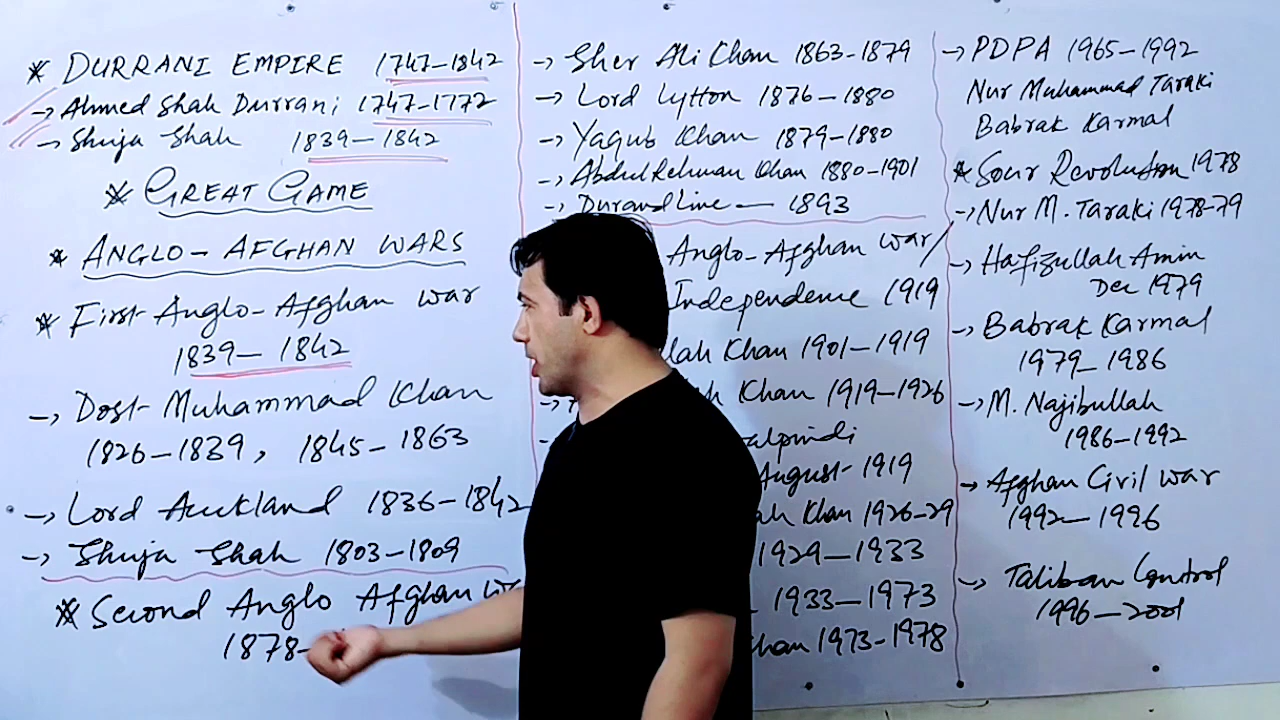 * DURRANI EMPIRE 1747-1842
→ Ahmed Shah Durrani 1747-1772
→ Shuja Shah 1839-1842
* GREAT GAME
* ANGLO-AFGHAN WARS
* First Anglo-Afghan war
1839-1842
→ Dost Muhammad Khan
1826-1839, 1845-1863
→ Lord Auckland 1836-1842
→ Shuja Shah 1803-1809
* Second Anglo Afghan
1878-
→ Sher Ali Khan 1863-1879
→ Lord Lytton 1876-1880
→ Yaqub Khan 1879-1880
→ Abdul Rehman Khan 1880-1901
→ Durand Line — 1893
Anglo-Afghan war
Independence 1919
llah Khan 1901-1919
Khan 1919-1926
alpindi
August 1919
ah Khan 1926-29
1929-1933
1933-1973
han 1973-1978
→ PDPA 1965-1992
Nur Muhammad Taraki
Babrak Karmal
* Sour Revolution 1978
→ Nur M. Taraki 1978-79
→ Hafizullah Amin
Dec 1979
→ Babrak Karmal
1979-1986
→ M. Najibullah
1986-1992
→ Afghan Civil war
1992-1996
→ Taliban Control
1996-2001